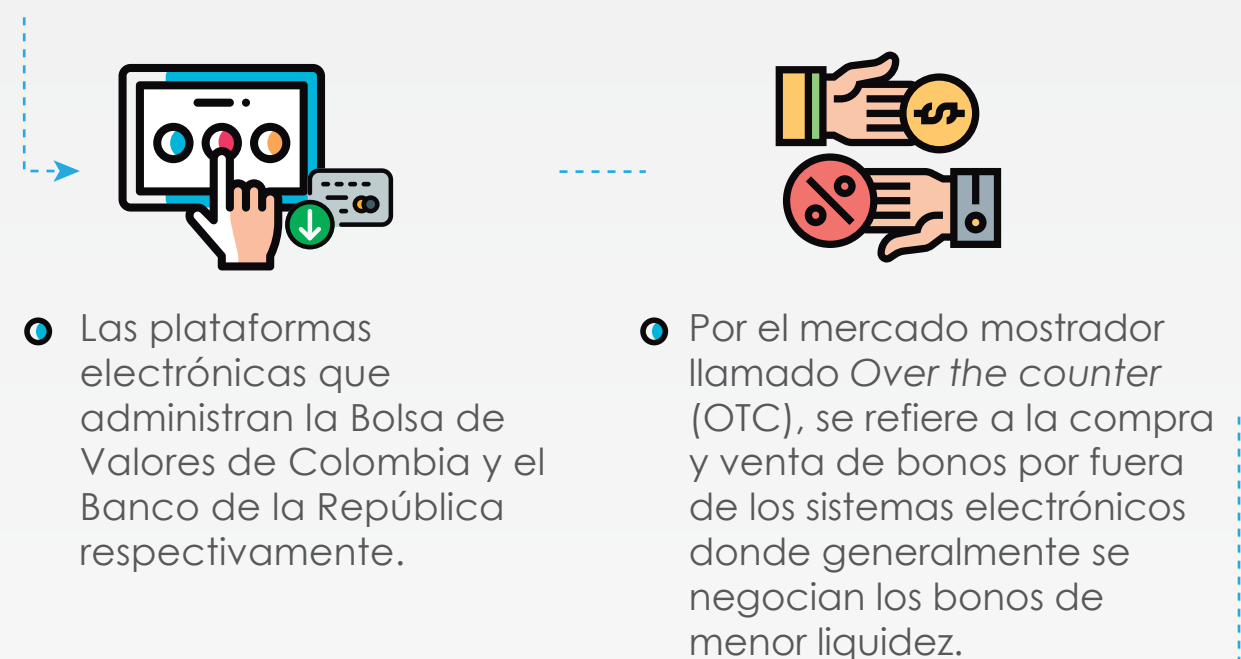 Las plataformas
electrónicas que
administran la Bolsa de
Valores de Colombia y el
Banco de la República
respectivamente.
Por el mercado mostrador
llamado Over the counter
(OTC), se refiere a la compra
y venta de bonos por fuera
de los sistemas electrónicos
donde generalmente se
negocian los bonos de
menor liquidez.